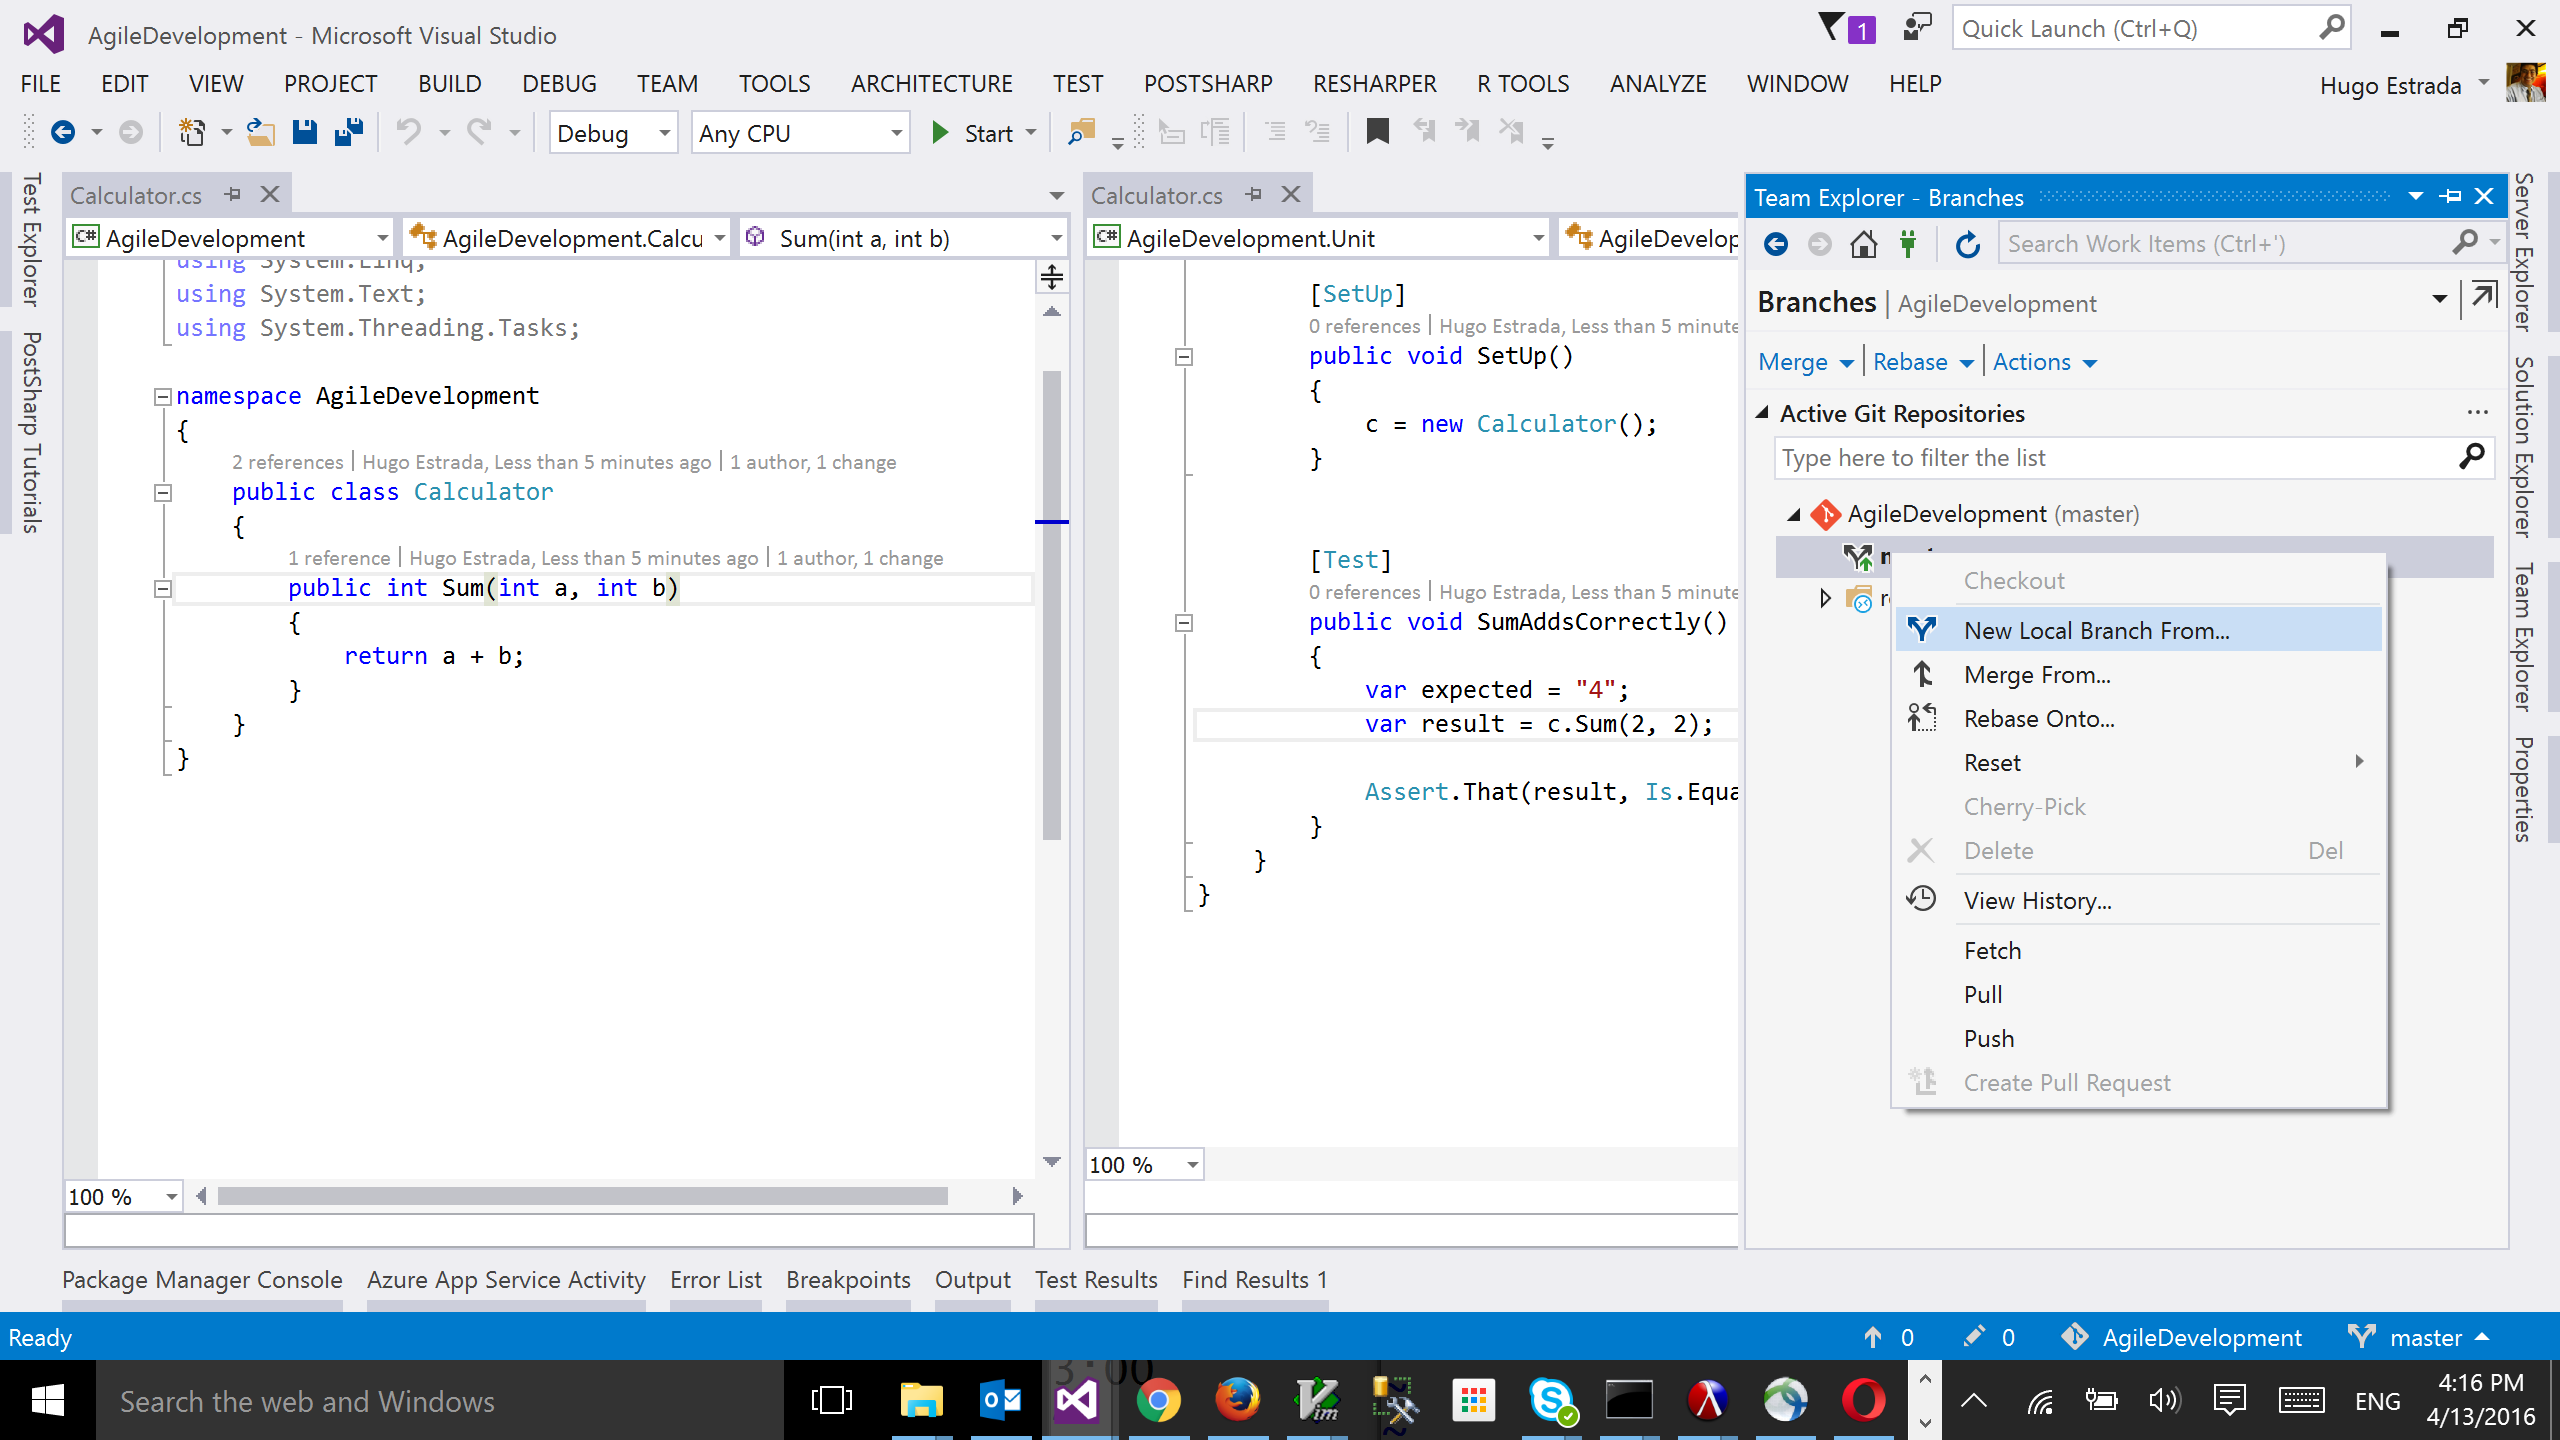 AgileDevelopment - Microsoft Visual Studio
1
Quick Launch (Ctrl+Q)
FILE EDIT VIEW PROJECT BUILD DEBUG TEAM TOOLS ARCHITECTURE TEST POSTSHARP RESHARPER R TOOLS ANALYZE WINDOW HELP
Hugo Estrada
Debug Any CPU Start
Test Explorer
PostSharp Tutorials
Calculator.cs
C# AgileDevelopment AgileDevelopment.Calcu Sum(int a, int b)
using System.Linq;
using System.Text;
using System.Threading.Tasks;
namespace AgileDevelopment
{
2 references | Hugo Estrada, Less than 5 minutes ago | 1 author, 1 change
public class Calculator
{
1 reference | Hugo Estrada, Less than 5 minutes ago | 1 author, 1 change
public int Sum(int a, int b)
{
return a + b;
}
}
}
100 %
Calculator.cs
C# AgileDevelopment.Unit AgileDevelop
[SetUp]
0 references | Hugo Estrada, Less than 5 minute
public void SetUp()
{
c = new Calculator();
}
[Test]
0 references | Hugo Estrada, Less than 5 minute
public void SumAddsCorrectly()
{
var expected = "4";
var result = c.Sum(2, 2);
Assert.That(result, Is.Equa
}
}
}
100 %
Team Explorer - Branches
Search Work Items (Ctrl+')
Branches | AgileDevelopment
Merge | Rebase | Actions
Active Git Repositories ...
Type here to filter the list
AgileDevelopment (master)
Checkout
New Local Branch From...
Merge From...
Rebase Onto...
Reset
Cherry-Pick
Delete Del
View History...
Fetch
Pull
Push
Create Pull Request
Server Explorer
Solution Explorer
Team Explorer
Properties
Package Manager Console Azure App Service Activity Error List Breakpoints Output Test Results Find Results 1
Ready
0 0 AgileDevelopment master
Search the web and Windows
3:00
ENG
4:16 PM
4/13/2016